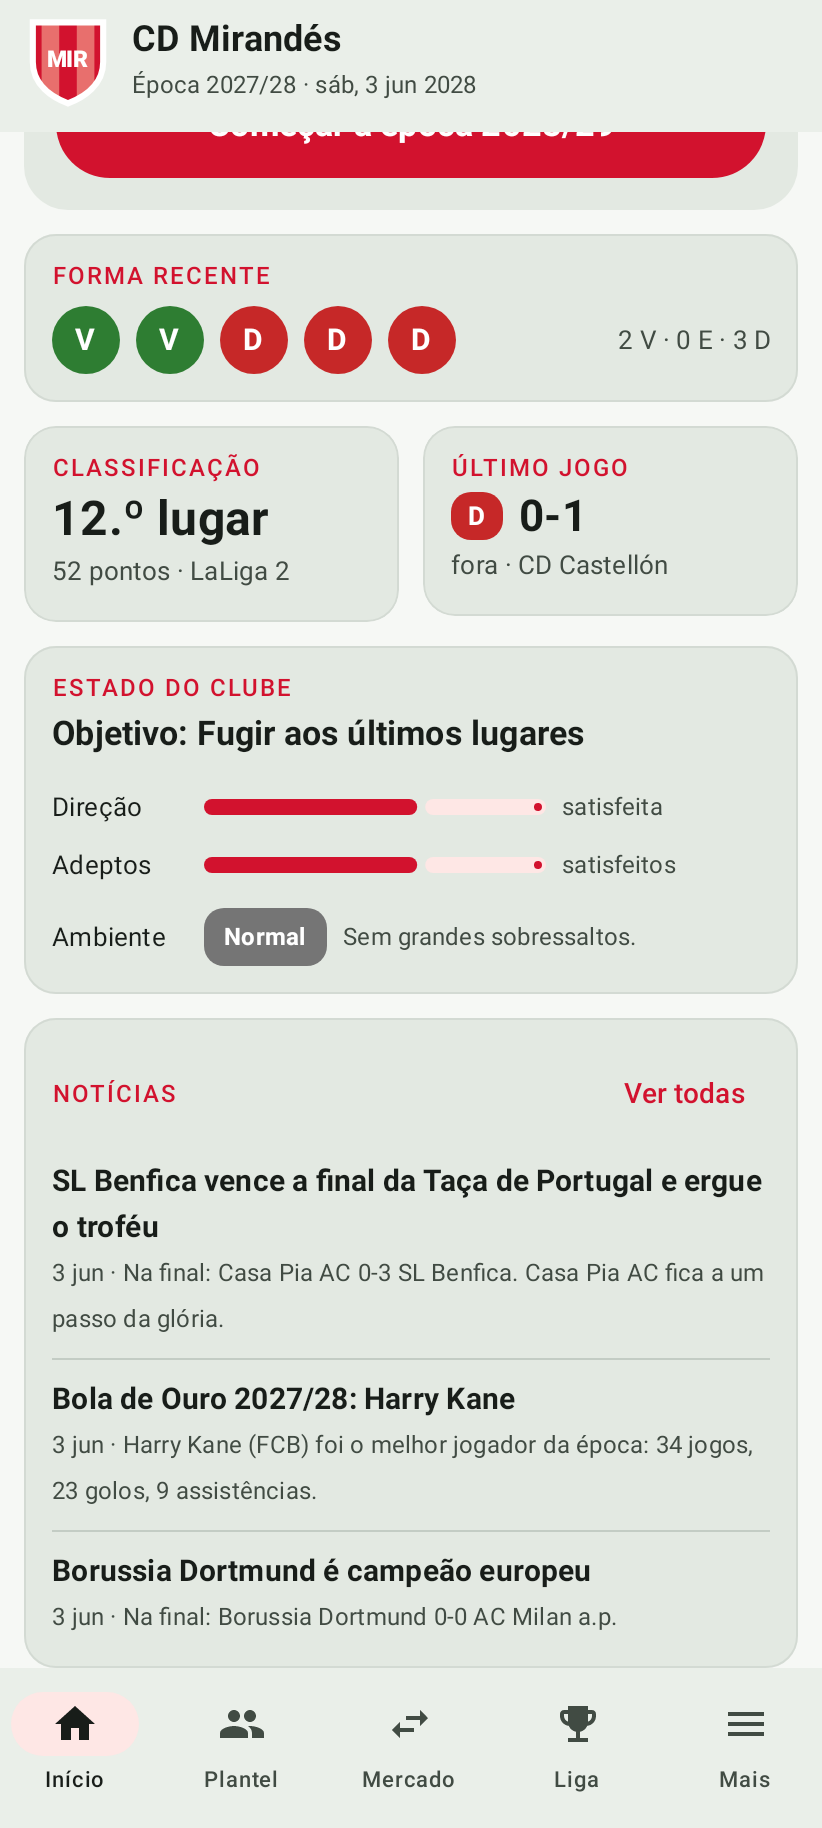 MIR
CD Mirandés
Época 2027/28 · sáb, 3 jun 2028
Começar a época 2028/29
FORMA RECENTE
V V D D D 2 V · 0 E · 3 D
CLASSIFICAÇÃO
12.º lugar
52 pontos · LaLiga 2
ÚLTIMO JOGO
D 0-1
fora · CD Castellón
ESTADO DO CLUBE
Objetivo: Fugir aos últimos lugares
Direção satisfeita
Adeptos satisfeitos
Ambiente Normal Sem grandes sobressaltos.
NOTÍCIAS Ver todas
SL Benfica vence a final da Taça de Portugal e ergue
o troféu
3 jun · Na final: Casa Pia AC 0-3 SL Benfica. Casa Pia AC fica a um
passo da glória.
Bola de Ouro 2027/28: Harry Kane
3 jun · Harry Kane (FCB) foi o melhor jogador da época: 34 jogos,
23 golos, 9 assistências.
Borussia Dortmund é campeão europeu
3 jun · Na final: Borussia Dortmund 0-0 AC Milan a.p.
Início Plantel Mercado Liga Mais